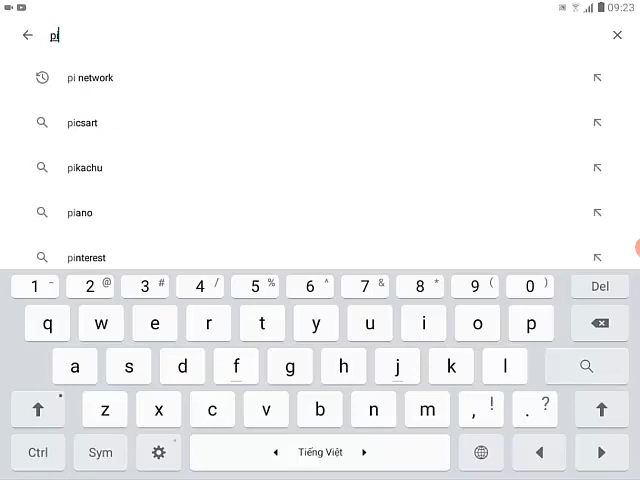 09:23
pi
pi network
picsart
pikachu
piano
pinterest
1 _ 2 @ 3 # 4 / 5 % 6 ^ 7 & 8 * 9 ( 0 ) Del
q w e r t y u i o p
a s d f g h j k l
z x c v b n m , ! . ?
Ctrl Sym Tiếng Việt